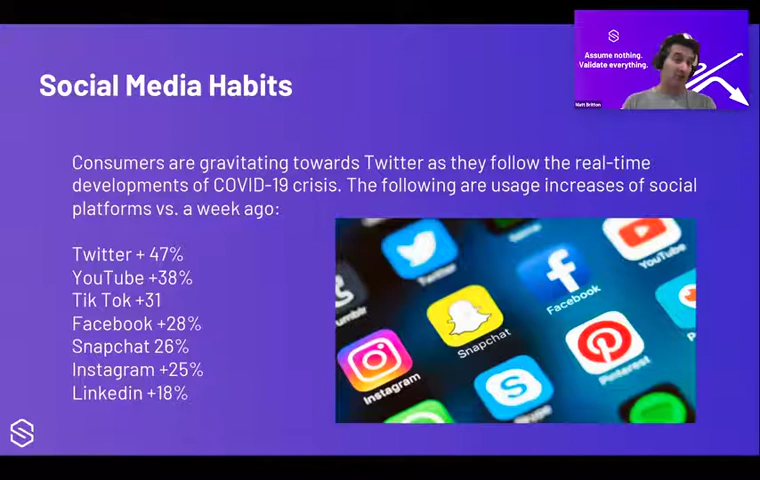 Assume nothing.
Validate everything.
Matt Britton
Social Media Habits
Consumers are gravitating towards Twitter as they follow the real-time
developments of COVID-19 crisis. The following are usage increases of social
platforms vs. a week ago:
Twitter + 47%
YouTube +38%
Tik Tok +31
Facebook +28%
Snapchat 26%
Instagram +25%
Linkedin +18%
Twitter
YouTube
Facebook
umblr
Snapchat
Instagram
Pinterest
Skype